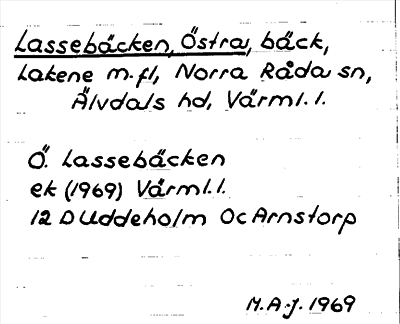 Lassebäcken, Östra, bäck,
Lakene m.fl, Norra Råda sn,
Älvdals hd, Värml.l.
Ö. Lassebäcken
ek (1969) Värml.l.
12 D Uddeholm Oc Arnstorp
M.A-J. 1969